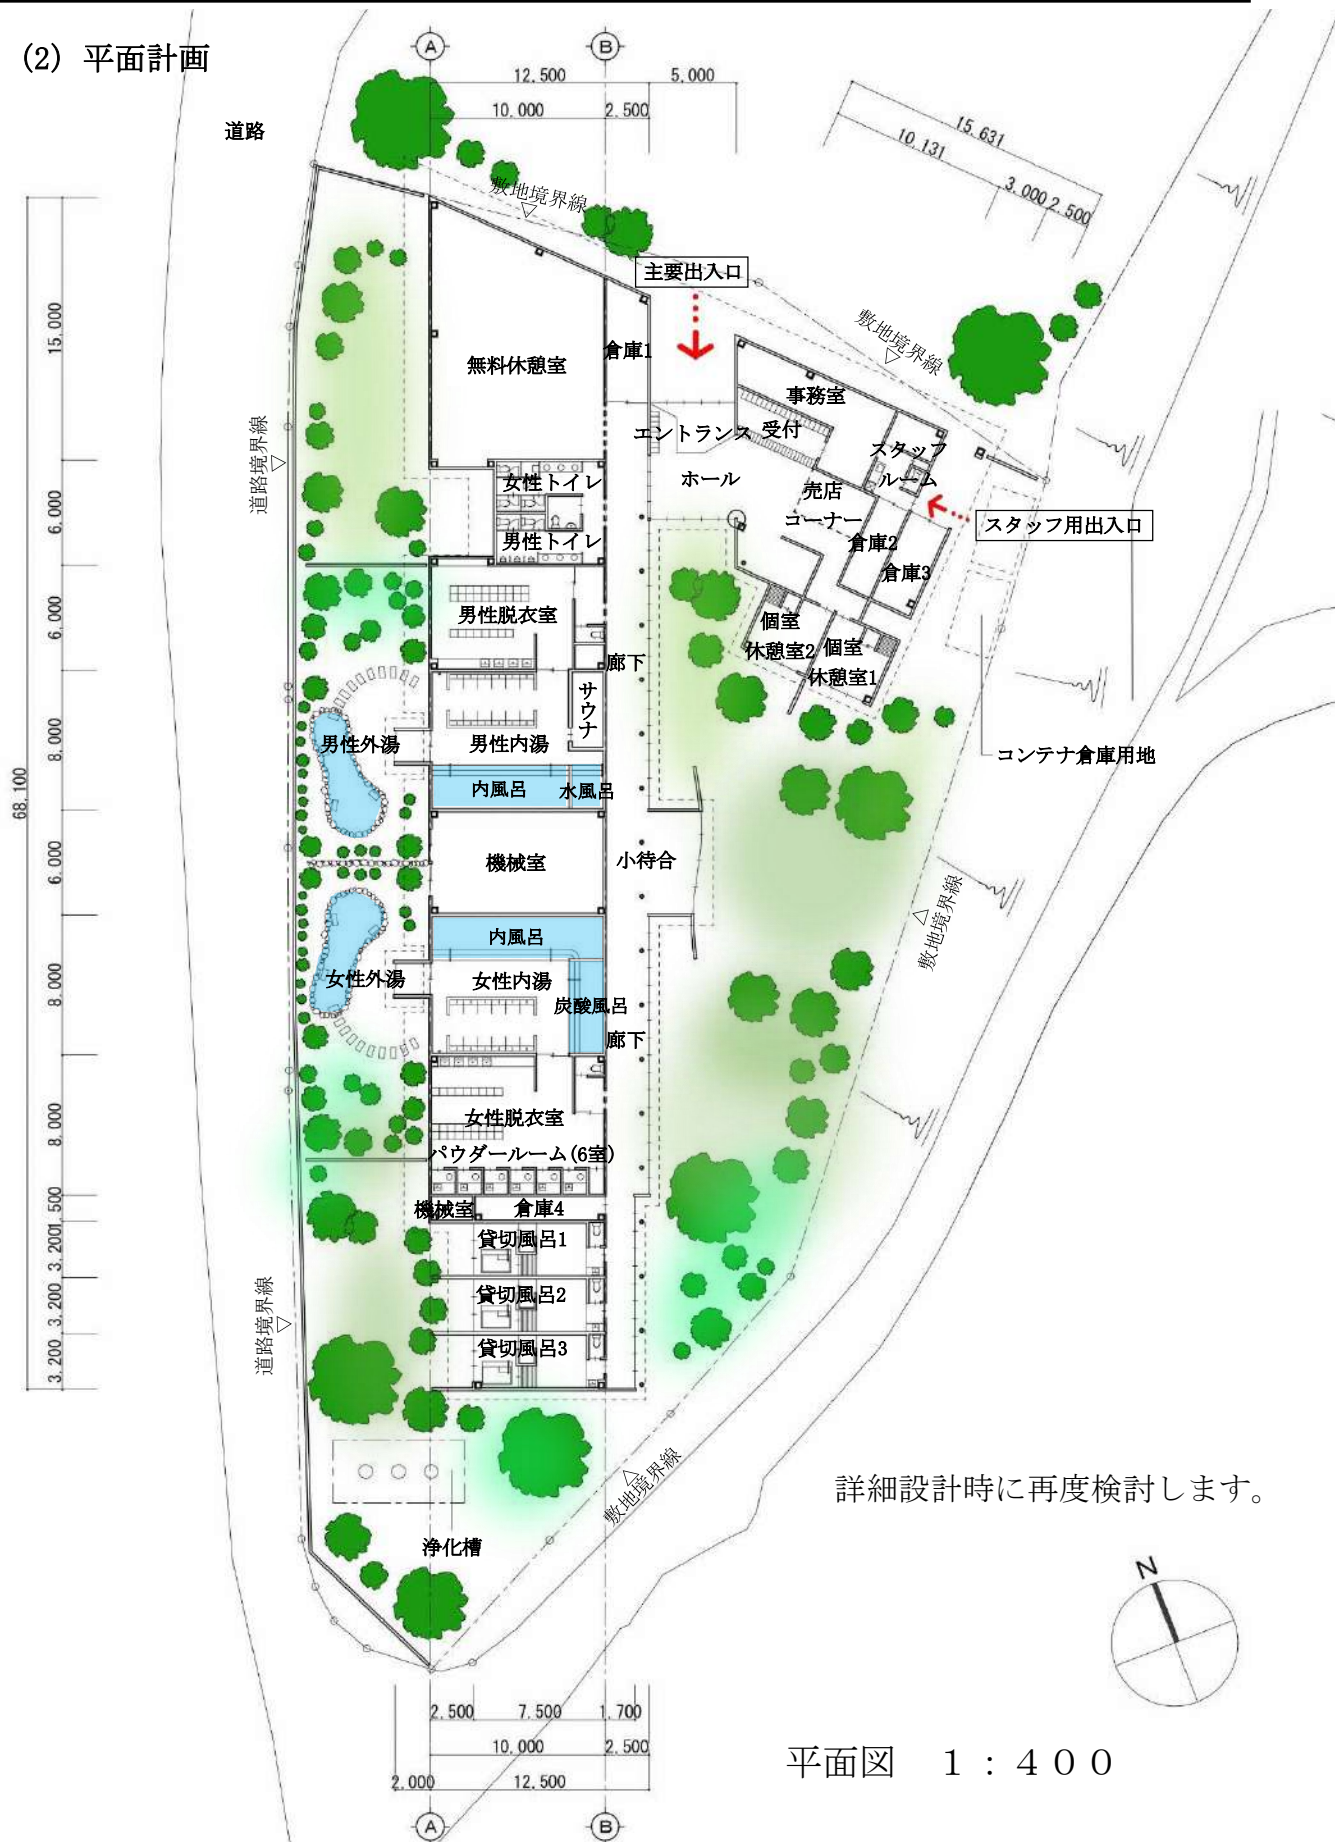 (2) 平面計画
A
B
12.500
5.000
10.000
2.500
道路
15.631
10.131
3.000
2.500
敷地境界線
主要出入口
敷地境界線
15.000
無料休憩室
倉庫1
事務室
エントランス
受付
スタッフ
ルーム
ホール
売店
コーナー
道路境界線
女性トイレ
男性トイレ
6.000
スタッフ用出入口
倉庫2
倉庫3
6.000
男性脱衣室
個室
休憩室2
個室
休憩室1
廊下
サウナ
8.000
男性外湯
男性内湯
コンテナ倉庫用地
内風呂
水風呂
68.100
6.000
機械室
小待合
敷地境界線
内風呂
8.000
女性外湯
女性内湯
炭酸風呂
廊下
8.000
女性脱衣室
パウダールーム(6室)
1.500
機械室
倉庫4
3.200
貸切風呂1
3.200
貸切風呂2
道路境界線
3.200
貸切風呂3
敷地境界線
詳細設計時に再度検討します。
浄化槽
N
2.500
7.500
1.700
10.000
2.500
2.000
12.500
平面図　１：４００
A
B